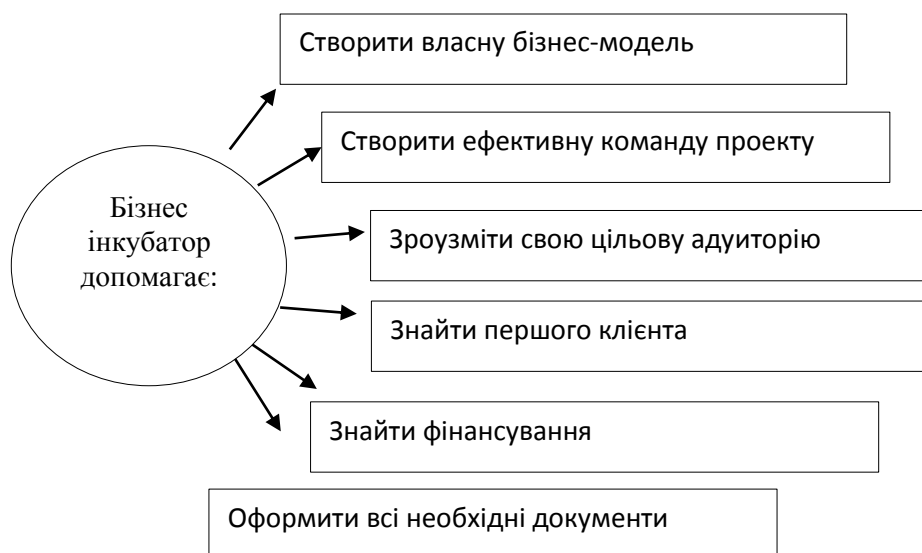 Створити власну бізнес-модель
Створити ефективну команду проекту
Бізнес
інкубатор
допомагає:
Зроузміти свою цільову адуиторію
Знайти першого клієнта
Знайти фінансування
Оформити всі необхідні документи